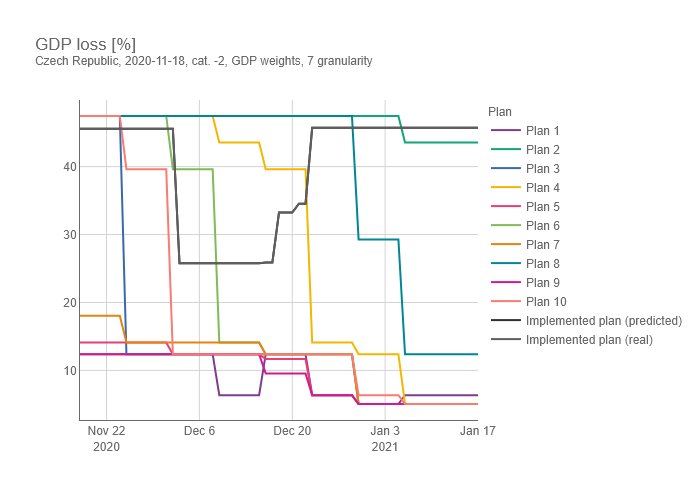 GDP loss [%]
Czech Republic, 2020-11-18, cat. -2, GDP weights, 7 granularity
Plan
Plan 1
Plan 2
Plan 3
Plan 4
Plan 5
Plan 6
Plan 7
Plan 8
Plan 9
Plan 10
Implemented plan (predicted)
Implemented plan (real)
40
30
20
10
Nov 22 Dec 6 Dec 20 Jan 3 Jan 17
2020 2021